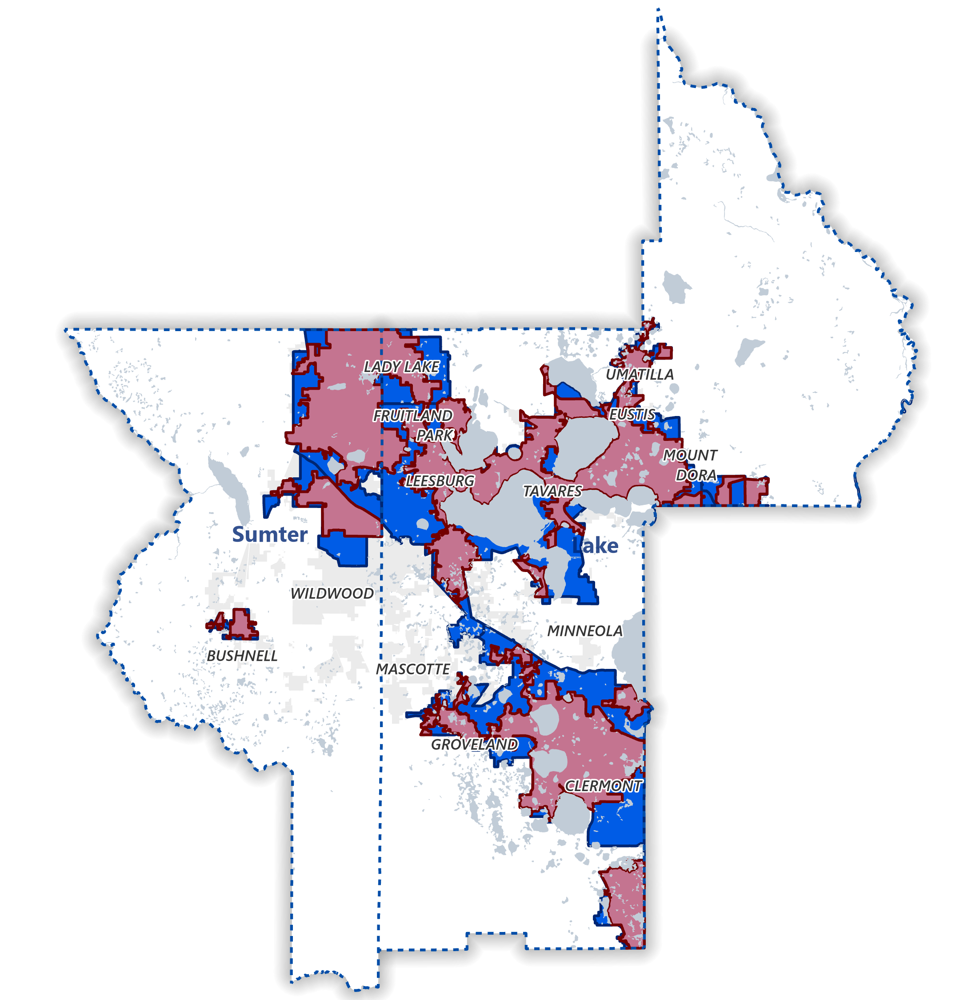 LADY LAKE
UMATILLA
FRUITLAND
PARK
EUSTIS
MOUNT
DORA
LEESBURG
TAVARES
Sumter
Lake
WILDWOOD
MINNEOLA
BUSHNELL
MASCOTTE
GROVELAND
CLERMONT